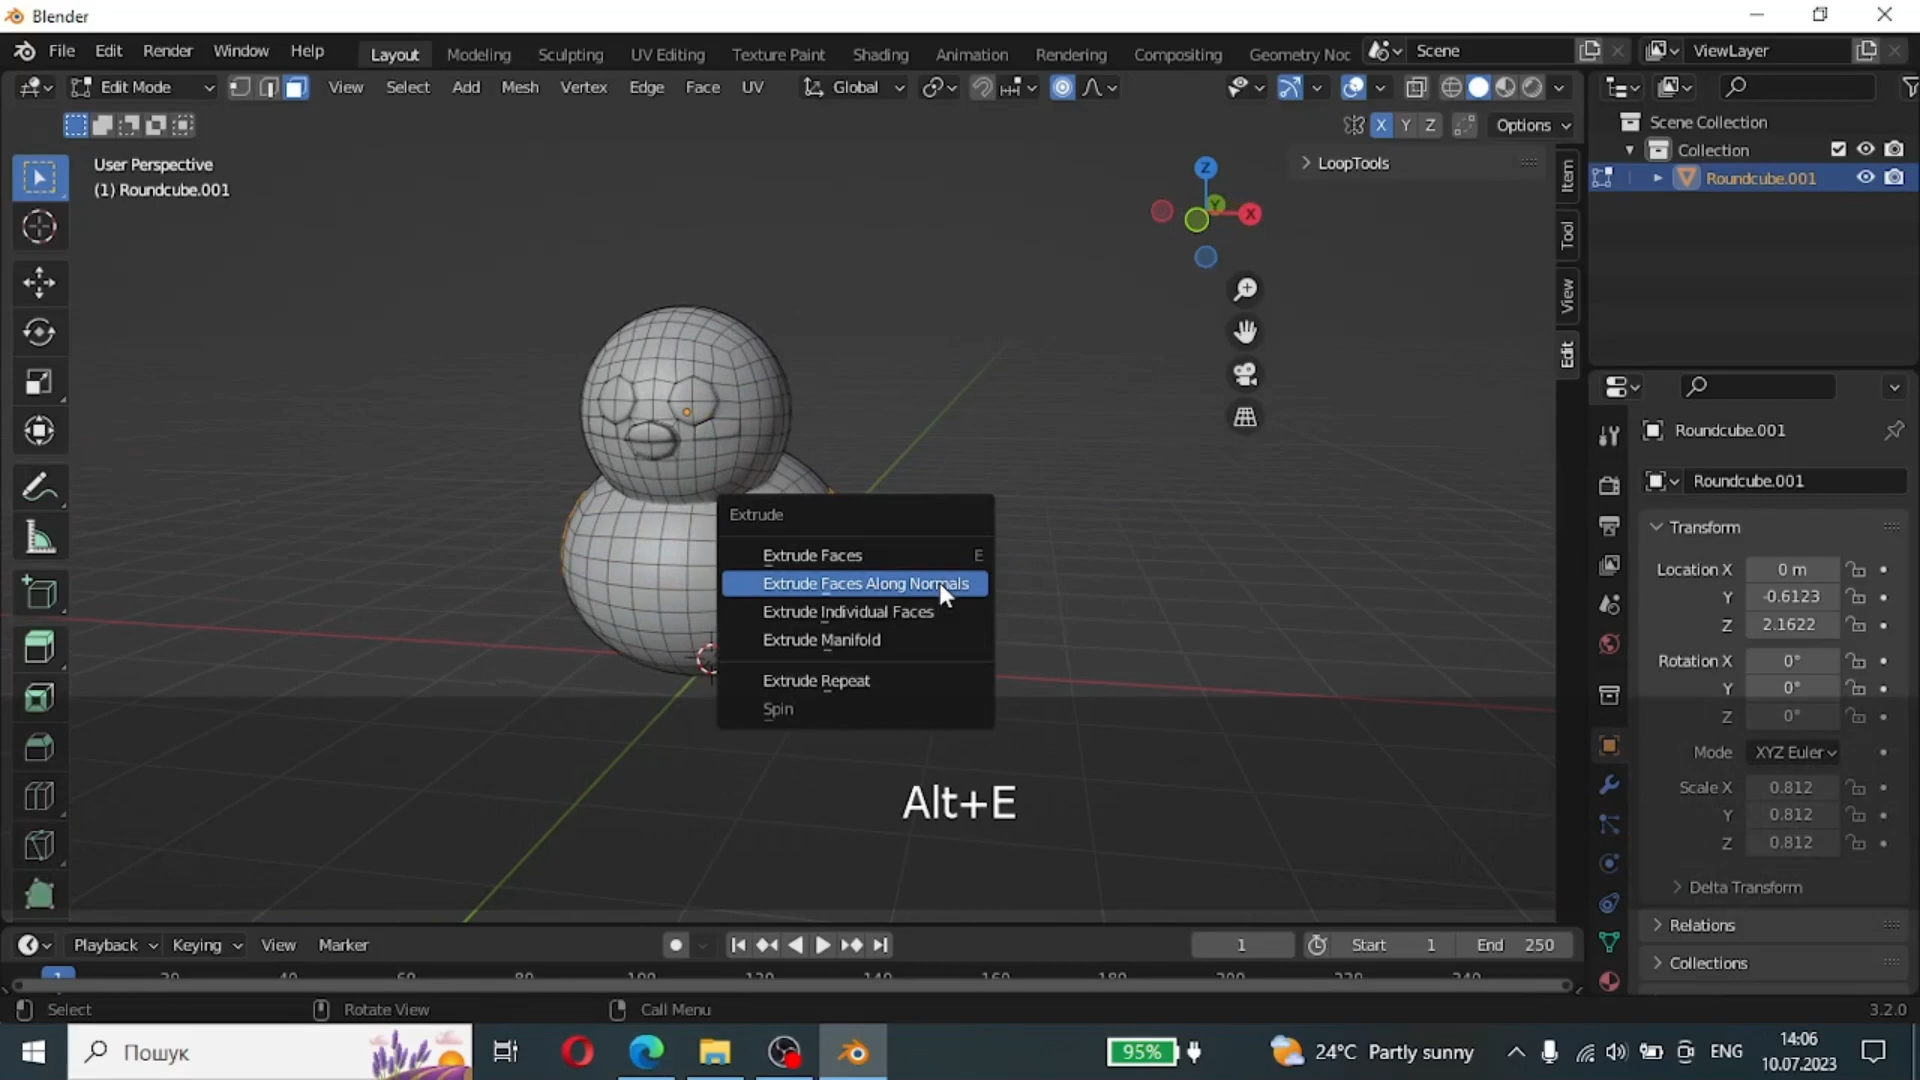 Blender
File Edit Render Window Help Layout Modeling Sculpting UV Editing Texture Paint Shading Animation Rendering Compositing Geometry Noc Scene ViewLayer
Edit Mode View Select Add Mesh Vertex Edge Face UV Global
X Y Z Options
User Perspective
(1) Roundcube.001
LoopTools
Z
Y
X
Item
Tool
View
Edit
Scene Collection
Collection
Roundcube.001
Roundcube.001
Roundcube.001
Transform
Location X 0 m
Y -0.6123
Z 2.1622
Rotation X 0°
Y 0°
Z 0°
Mode XYZ Euler
Scale X 0.812
Y 0.812
Z 0.812
Delta Transform
Relations
Collections
Extrude
Extrude Faces E
Extrude Faces Along Normals
Extrude Individual Faces
Extrude Manifold
Extrude Repeat
Spin
Alt+E
Playback Keying View Marker 1 Start 1 End 250
Select Rotate View Call Menu 3.2.0
Пошук 95% 24°C Partly sunny ENG 14:06
10.07.2023